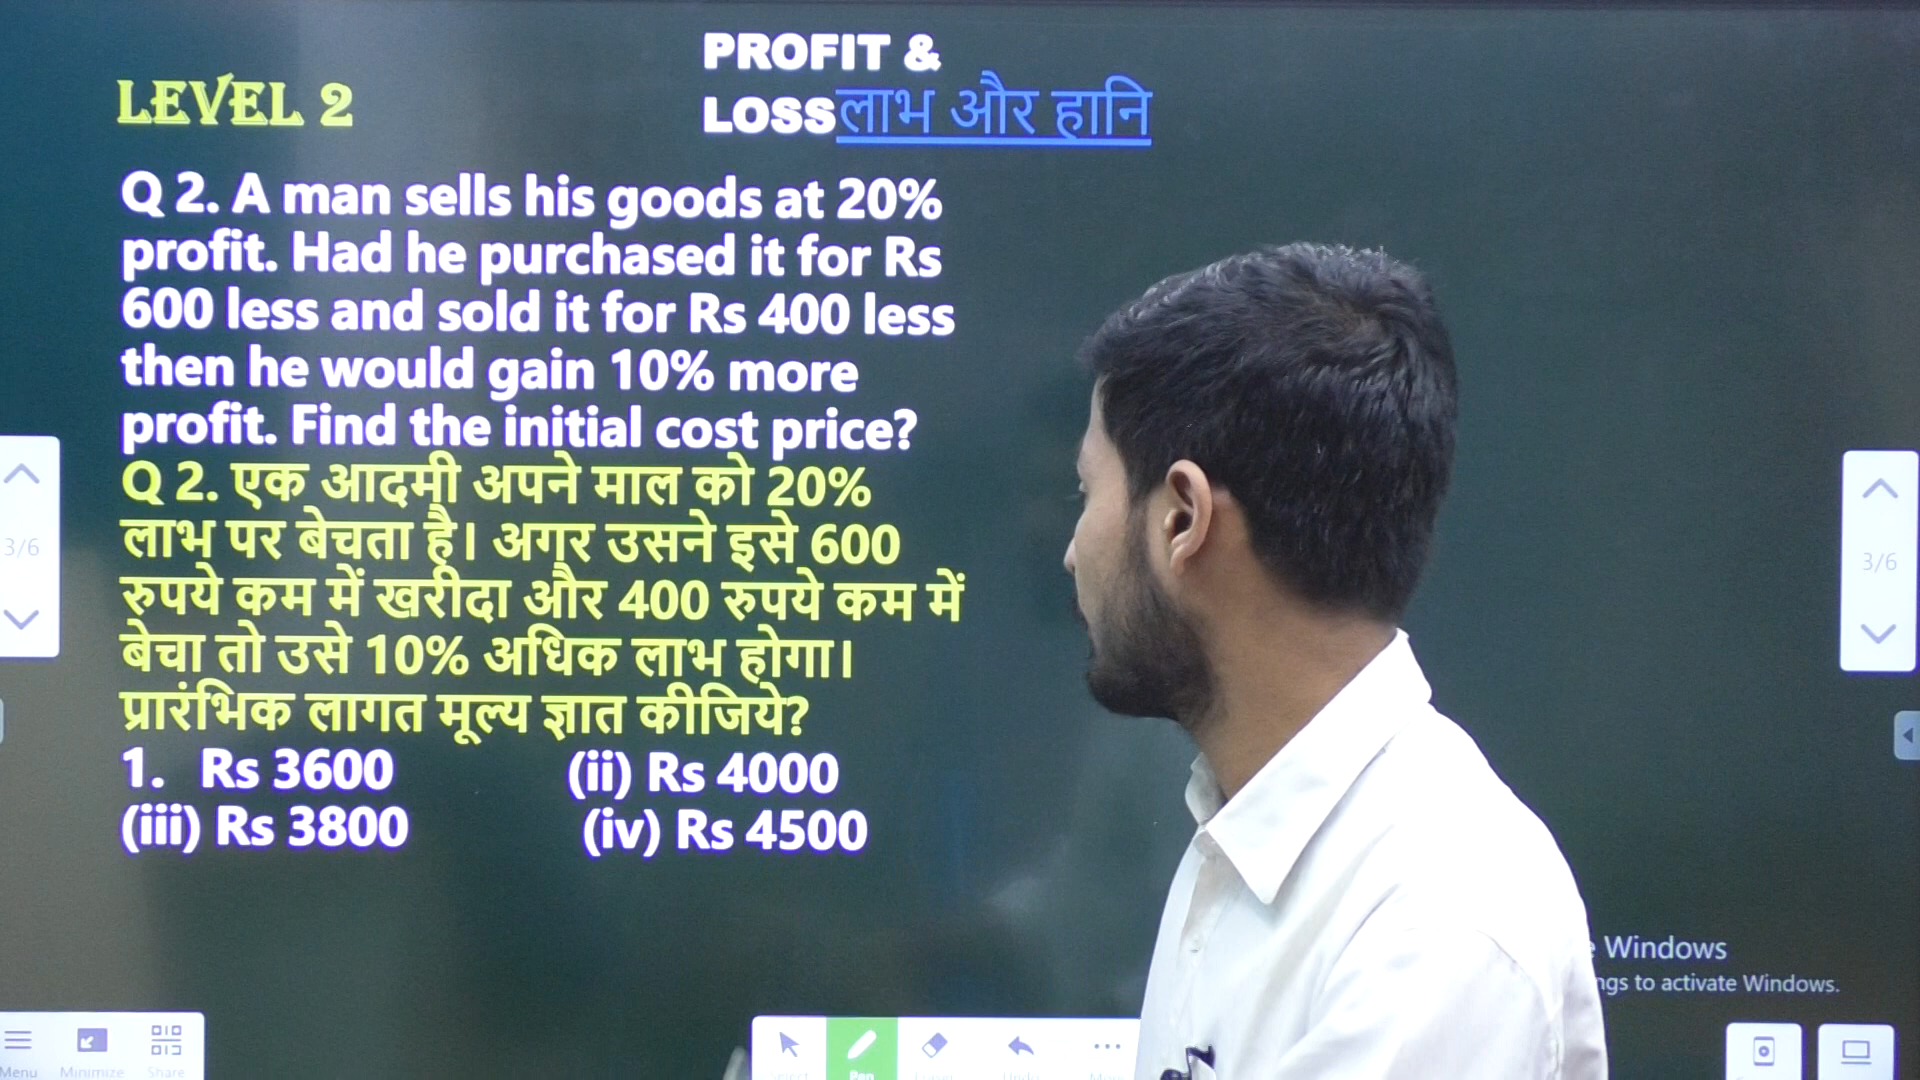 LEVEL 2
PROFIT &
LOSSलाभ और हानि
Q 2. A man sells his goods at 20%
profit. Had he purchased it for Rs
600 less and sold it for Rs 400 less
then he would gain 10% more
profit. Find the initial cost price?
Q 2. एक आदमी अपने माल को 20%
लाभ पर बेचता है। अगर उसने इसे 600
रुपये कम में खरीदा और 400 रुपये कम में
बेचा तो उसे 10% अधिक लाभ होगा।
प्रारंभिक लागत मूल्य ज्ञात कीजिये?
1. Rs 3600 (ii) Rs 4000
(iii) Rs 3800 (iv) Rs 4500
3/6
3/6
Windows
to activate Windows.
Menu Minimize Share
Select Pen Eraser Undo More